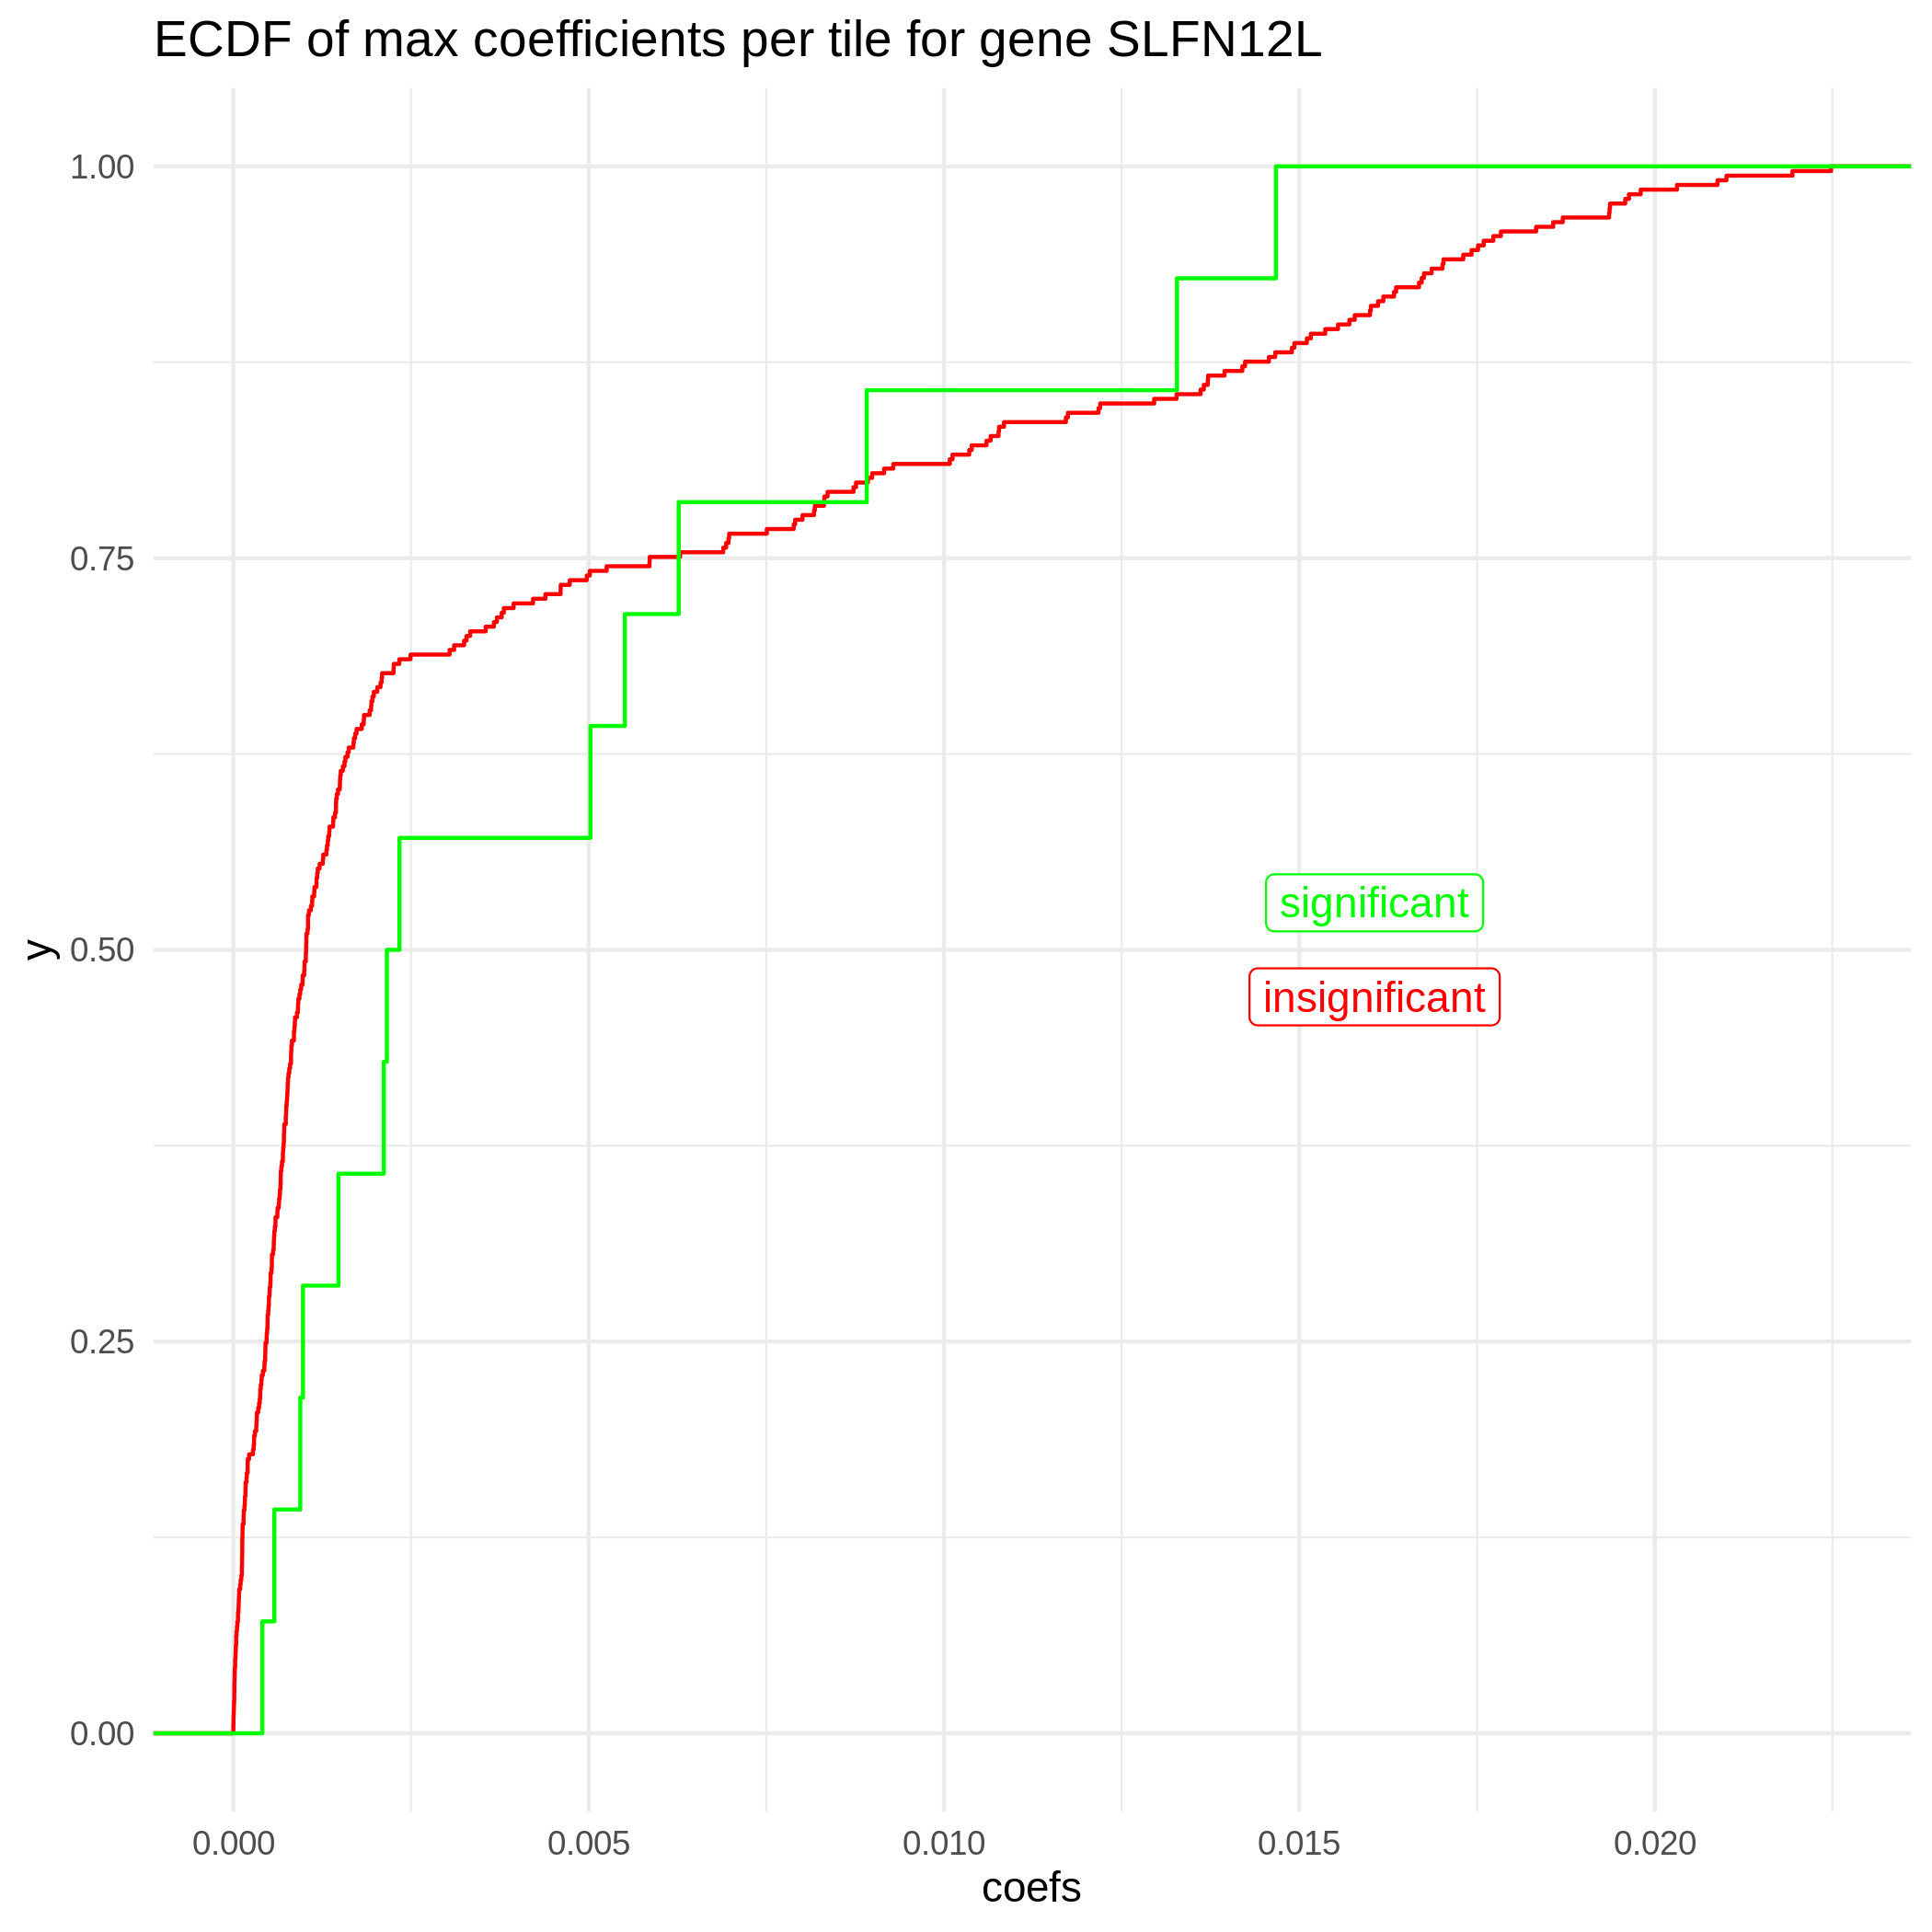 ECDF of max coefficients per tile for gene SLFN12L
1.00
0.75
0.50
0.25
0.00
y
significant
insignificant
0.000 0.005 0.010 0.015 0.020
coefs